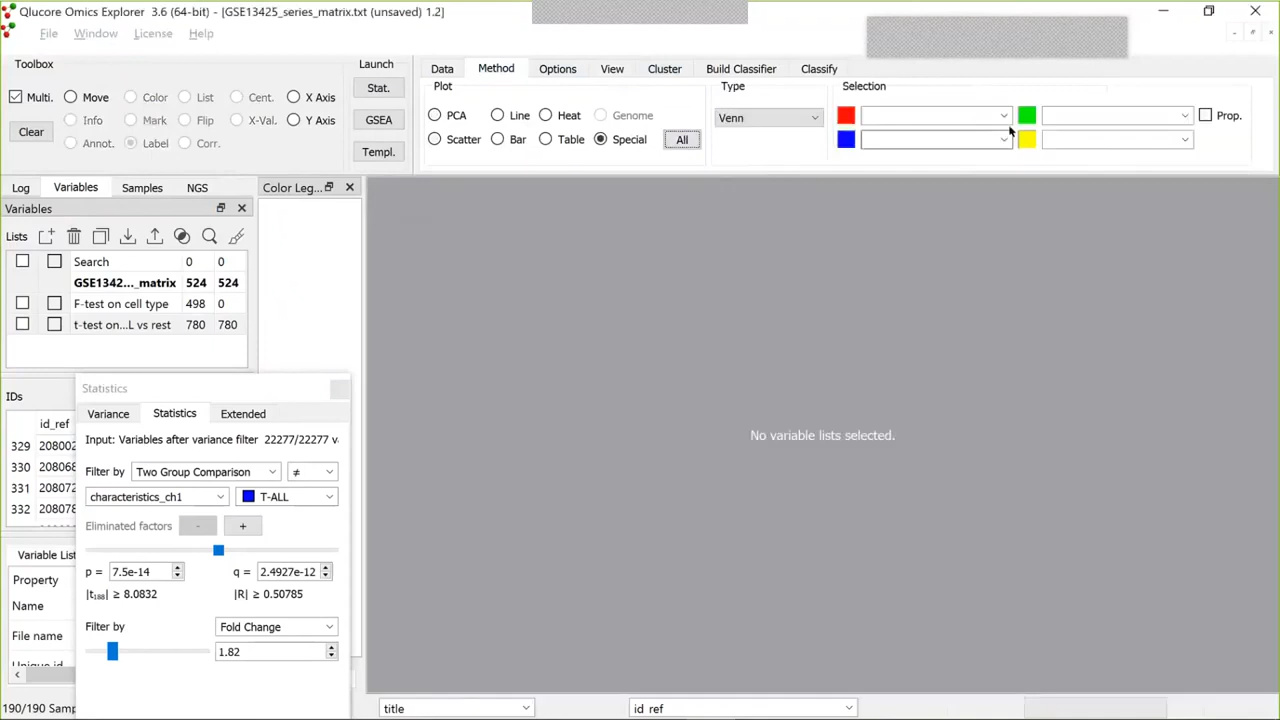 Qlucore Omics Explorer 3.6 (64-bit) - [GSE13425_series_matrix.txt (unsaved) 1.2]
File Window License Help
Toolbox
Launch
Multi. Move Color List Cent. X Axis
Info Mark Flip X-Val. Y Axis
Clear
Annot. Label Corr.
Stat.
GSEA
Templ.
Data Method Options View Cluster Build Classifier Classify
Plot Type Selection
PCA Line Heat Genome
Scatter Bar Table Special All
Venn
Prop.
Log Variables Samples NGS
Variables
Color Leg...
Lists
Search 0 0
GSE1342..._matrix 524 524
F-test on cell type 498 0
t-test on...L vs rest 780 780
IDs
id_ref
329 208002
330 208068
331 208072
332 208078
Variable List
Property
Name
File name
Unique id
Statistics
Variance Statistics Extended
Input: Variables after variance filter 22277/22277 v
Filter by Two Group Comparison ≠
characteristics_ch1 T-ALL
Eliminated factors - +
p = 7.5e-14 q = 2.4927e-12
|t₁₈₈| ≥ 8.0832 |R| ≥ 0.50785
Filter by Fold Change
1.82
No variable lists selected.
190/190 Samp
title
id_ref